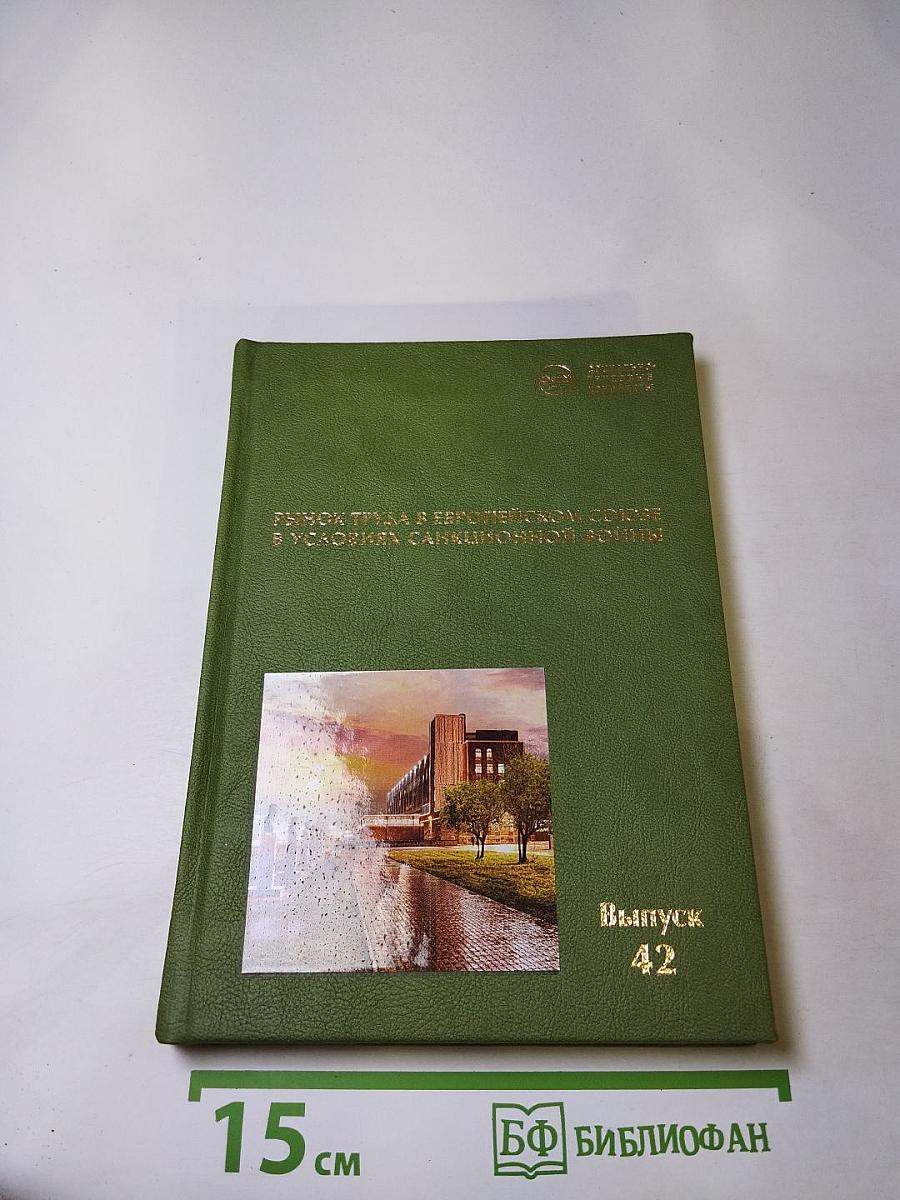 РЫНОК ТРУДА В ЕВРОПЕЙСКОМ СОЮЗЕ
В УСЛОВИЯХ САНКЦИОННОЙ ВОЙНЫ
Выпуск
42
15 см
БФ БИБЛИОФАН